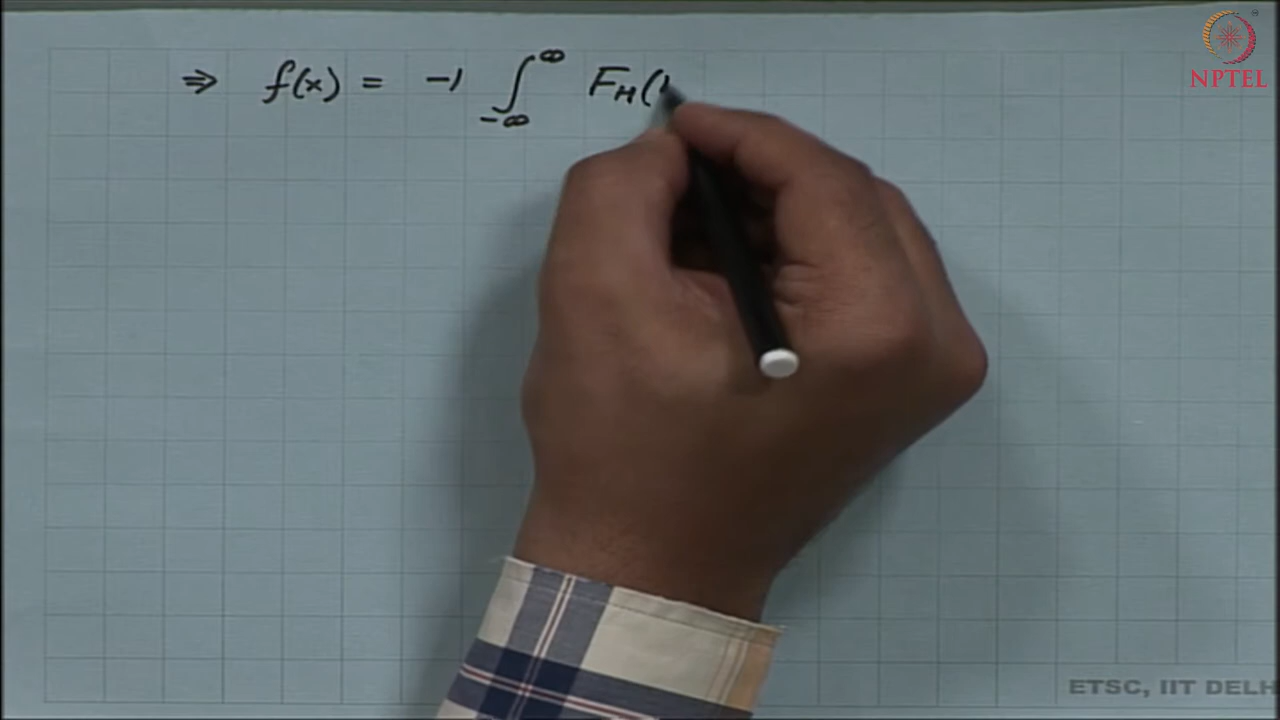 NPTEL
⇒ f(x) = -1 ∫_{-∞}^{∞} F_H(
ETSC, IIT DELH